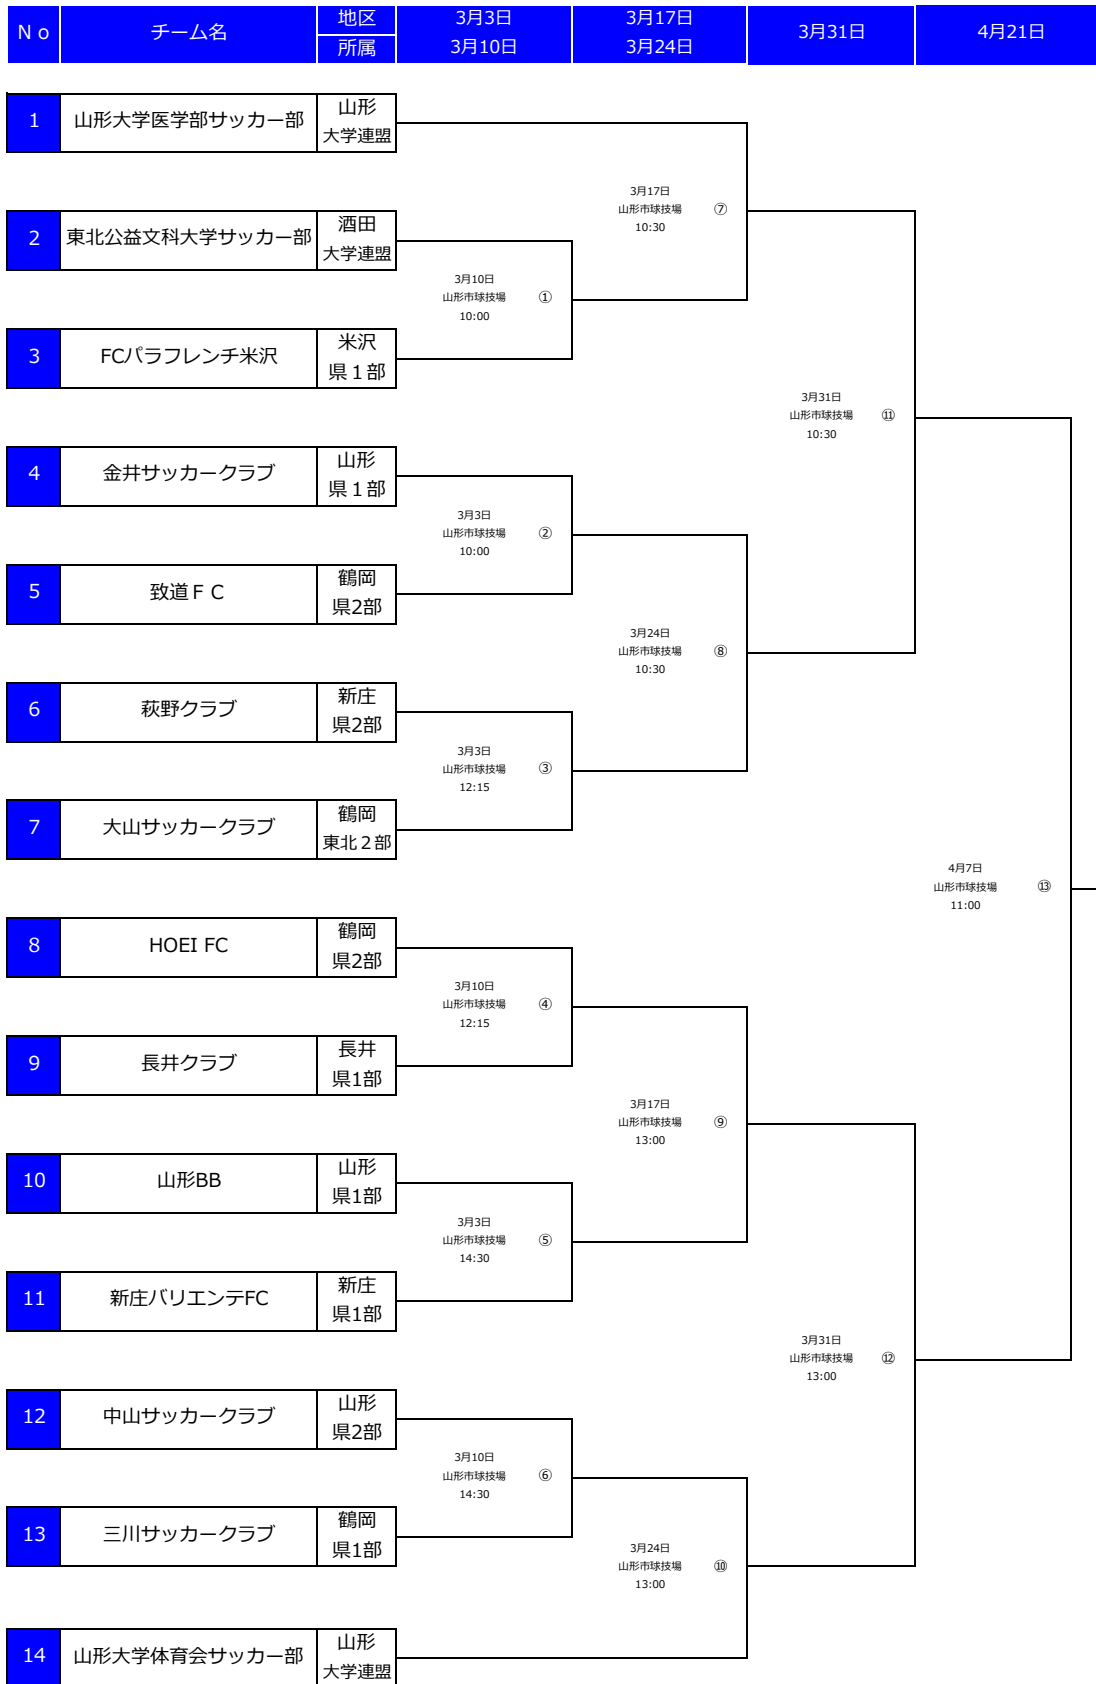 No チーム名 地区 3月3日 3月17日 3月31日 4月21日
所属 3月10日 3月24日
1 山形大学医学部サッカー部 山形
大学連盟
3月17日
山形市球技場 ⑦
10:30
2 東北公益文科大学サッカー部 酒田
大学連盟
3月10日
山形市球技場 ①
10:00
3 FCパラフレンチ米沢 米沢
県1部
3月31日
山形市球技場 ⑪
10:30
4 金井サッカークラブ 山形
県1部
3月3日
山形市球技場 ②
10:00
5 致道FC 鶴岡
県2部
3月24日
山形市球技場 ⑧
10:30
6 萩野クラブ 新庄
県2部
3月3日
山形市球技場 ③
12:15
7 大山サッカークラブ 鶴岡
東北2部
4月7日
山形市球技場 ⑬
11:00
8 HOEI FC 鶴岡
県2部
3月10日
山形市球技場 ④
12:15
9 長井クラブ 長井
県1部
3月17日
山形市球技場 ⑨
13:00
10 山形BB 山形
県1部
3月3日
山形市球技場 ⑤
14:30
11 新庄バリエンテFC 新庄
県1部
3月31日
山形市球技場 ⑫
13:00
12 中山サッカークラブ 山形
県2部
3月10日
山形市球技場 ⑥
14:30
13 三川サッカークラブ 鶴岡
県1部
3月24日
山形市球技場 ⑩
13:00
14 山形大学体育会サッカー部 山形
大学連盟